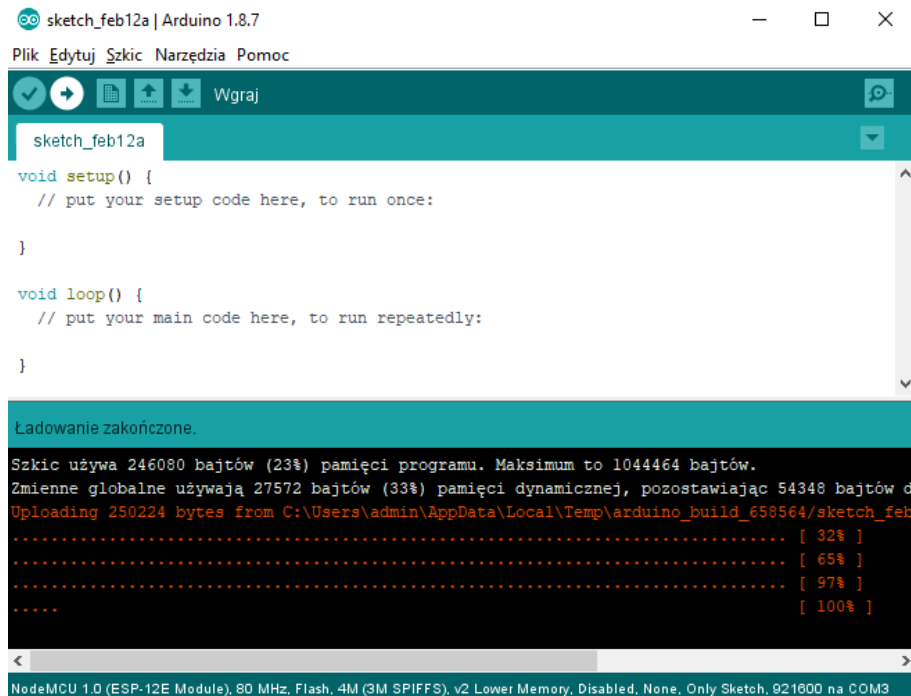 sketch_feb12a | Arduino 1.8.7
Plik Edytuj Szkic Narzędzia Pomoc
Wgraj
sketch_feb12a
void setup() {
  // put your setup code here, to run once:
}
void loop() {
  // put your main code here, to run repeatedly:
}
Ładowanie zakończone.
Szkic używa 246080 bajtów (23%) pamięci programu. Maksimum to 1044464 bajtów.
Zmienne globalne używają 27572 bajtów (33%) pamięci dynamicznej, pozostawiając 54348 bajtów d
Uploading 250224 bytes from C:\Users\admin\AppData\Local\Temp\arduino_build_658564/sketch_feb
................................................................................ [ 32% ]
................................................................................ [ 65% ]
................................................................................ [ 97% ]
..... [ 100% ]
NodeMCU 1.0 (ESP-12E Module), 80 MHz, Flash, 4M (3M SPIFFS), v2 Lower Memory, Disabled, None, Only Sketch, 921600 na COM3